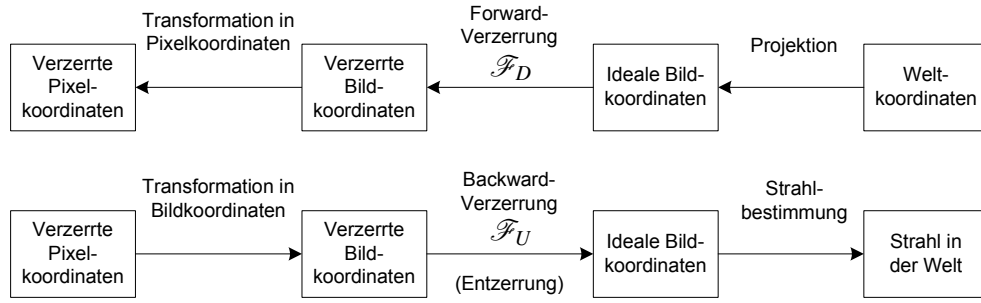 Transformation in
Pixelkoordinaten
Forward-
Verzerrung
ℱ_D
Projektion
Verzerrte
Pixel-
koordinaten
Verzerrte
Bild-
koordinaten
Ideale Bild-
koordinaten
Welt-
koordinaten
Transformation in
Bildkoordinaten
Backward-
Verzerrung
ℱ_U
(Entzerrung)
Strahl-
bestimmung
Verzerrte
Pixel-
koordinaten
Verzerrte
Bild-
koordinaten
Ideale Bild-
koordinaten
Strahl in
der Welt